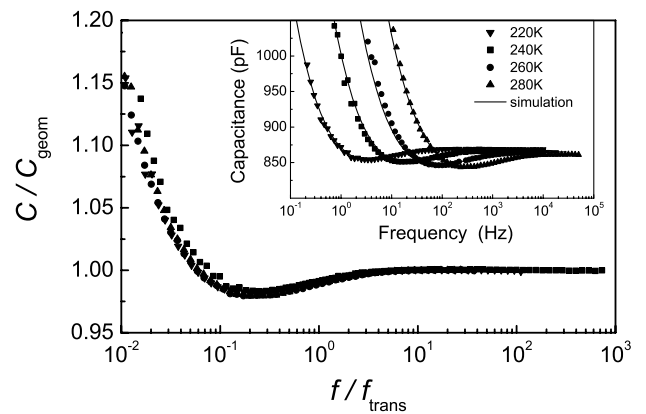 1.20
1.15
1.10
1.05
1.00
0.95
C / C_geom
10^-2
10^-1
10^0
10^1
10^2
10^3
f / f_trans
1050
1000
950
900
850
Capacitance (pF)
10^-1
10^0
10^1
10^2
10^3
10^4
10^5
Frequency (Hz)
220K
240K
260K
280K
simulation